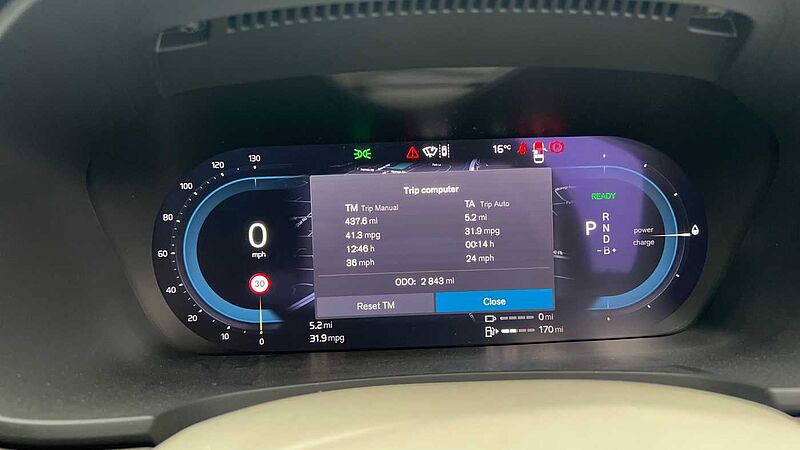 130
120
100
80
60
40
20
10
0
0
mph
30
16°C
Trip computer
TM Trip Manual
437.6 mi
41.3 mpg
12:46 h
36 mph
TA Trip Auto
5.2 mi
31.9 mpg
00:14 h
24 mph
ODO: 2 843 mi
Reset TM
Close
READY
P
R
N
D
-B+
power
charge
5.2 mi
31.9 mpg
0 mi
170 mi